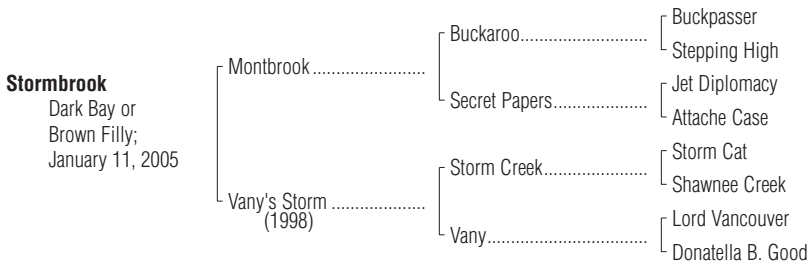 Stormbrook
Dark Bay or
Brown Filly;
January 11, 2005
Montbrook ........................
Vany's Storm ....................
(1998)
Buckaroo...........................
Secret Papers....................
Storm Creek......................
Vany..................................
Buckpasser
Stepping High
Jet Diplomacy
Attache Case
Storm Cat
Shawnee Creek
Lord Vancouver
Donatella B. Good